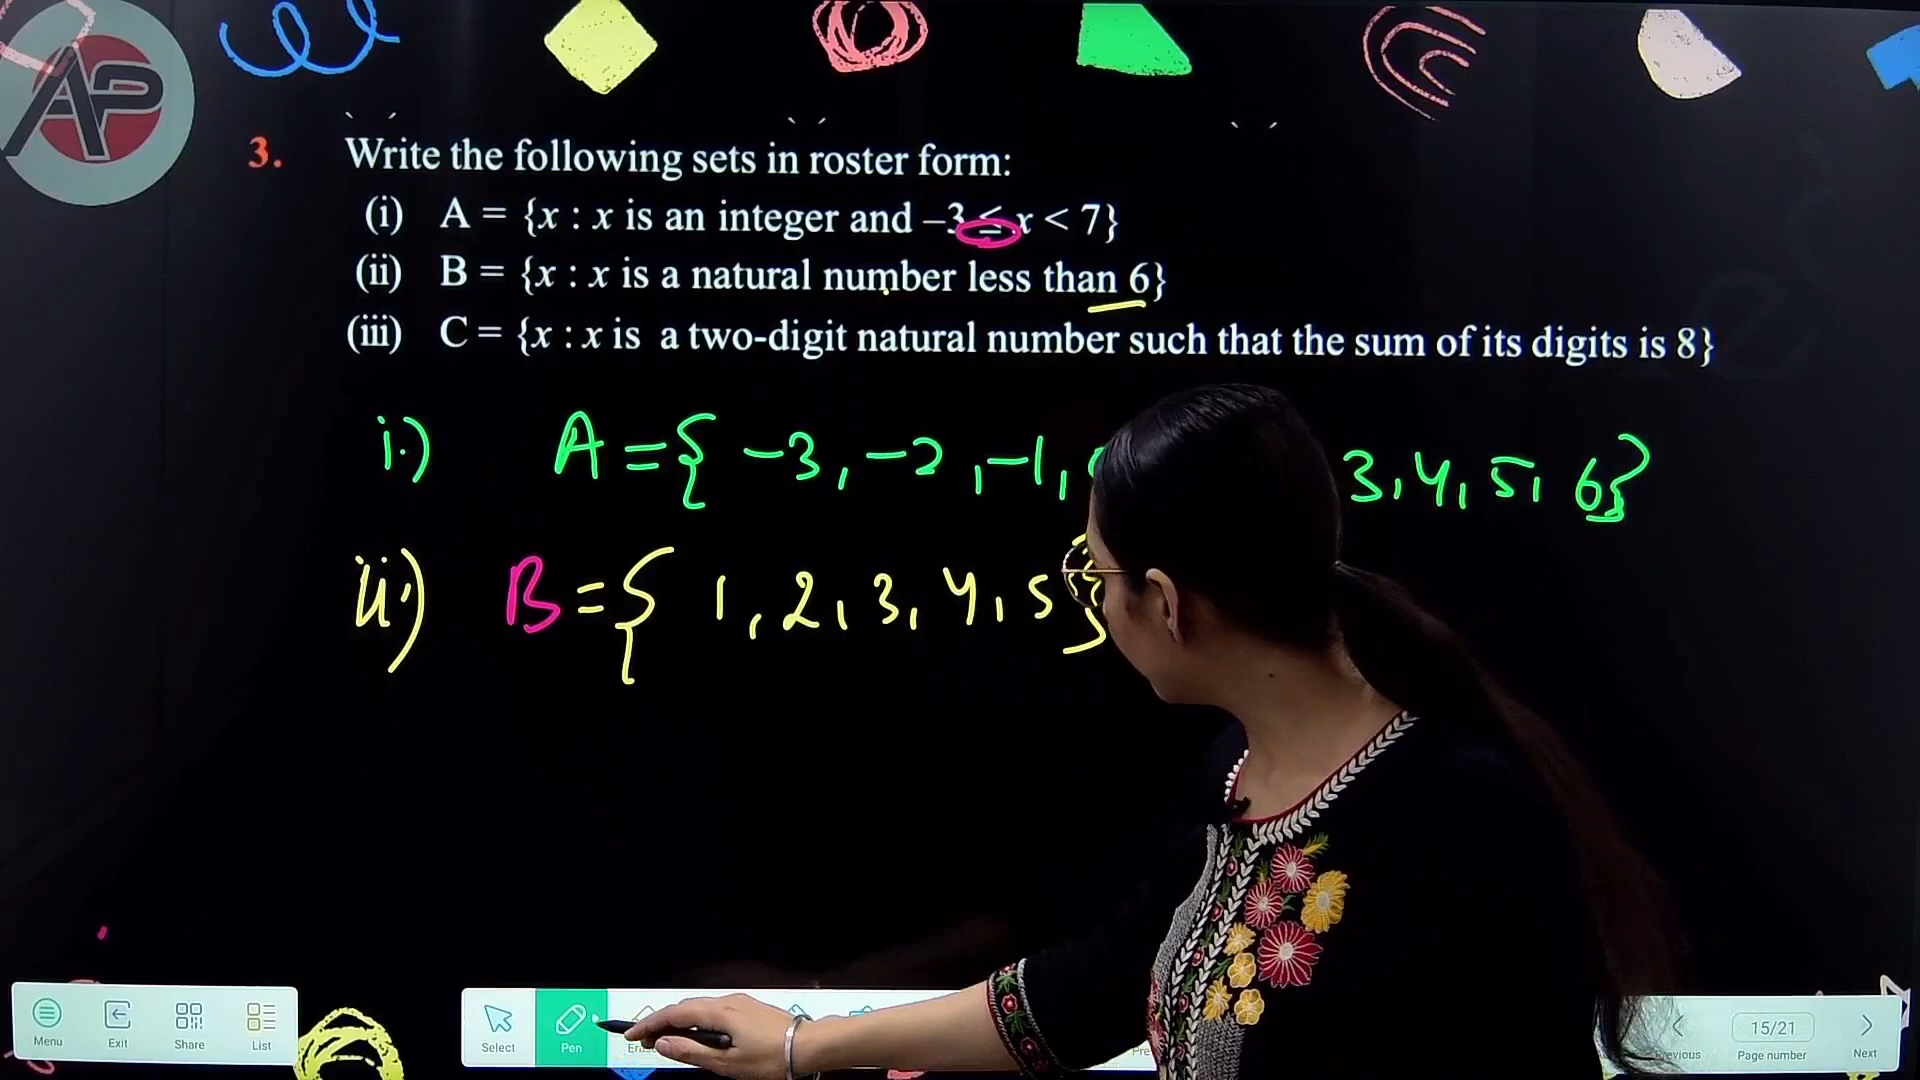 AP
3. Write the following sets in roster form:
(i) A = {x : x is an integer and –3 ≤ x < 7}
(ii) B = {x : x is a natural number less than 6}
(iii) C = {x : x is a two-digit natural number such that the sum of its digits is 8}
i.) A = { -3, -2, -1, 3, 4, 5, 6}
ii) B = { 1, 2, 3, 4, 5 }
Menu Exit Share List Select Pen 15/21 Page number Next